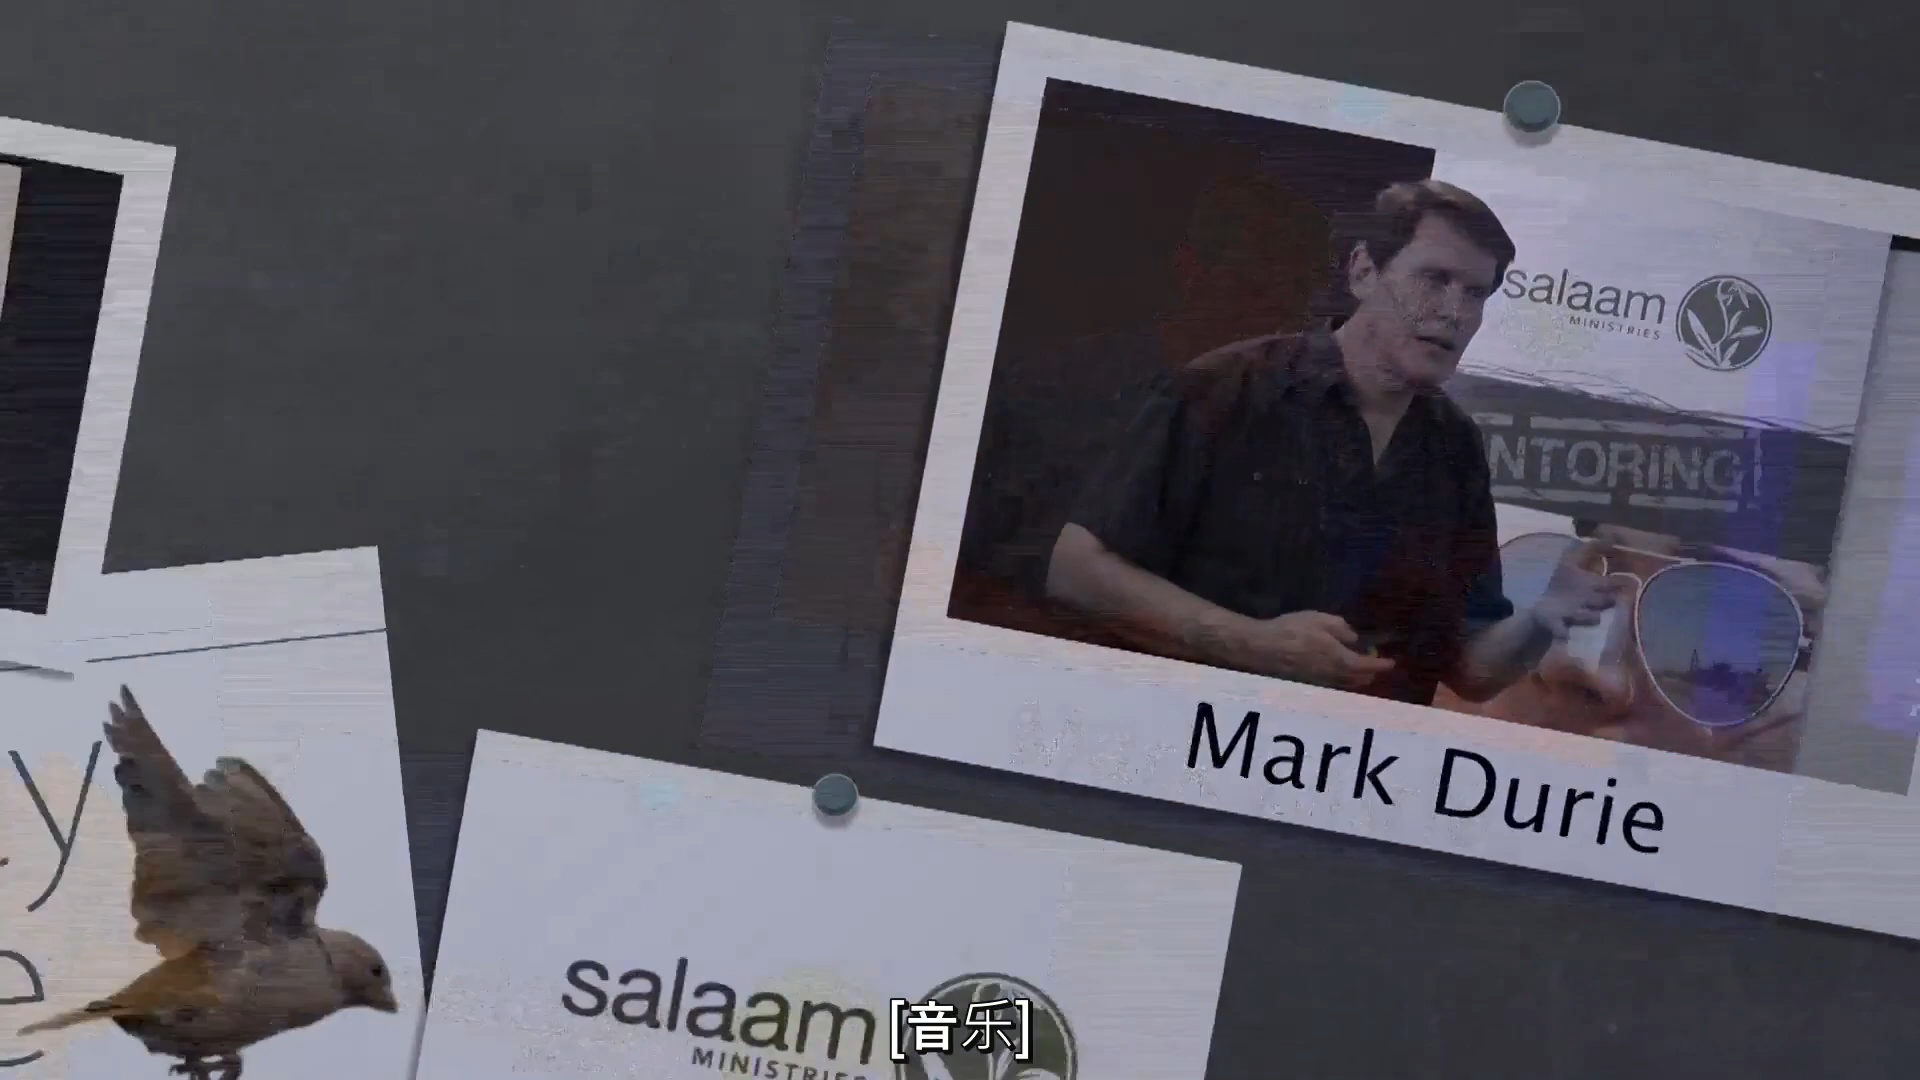 salaam
MINISTRIES
NTORING
Mark Durie
y
e
salaam
MINISTRIES
[音乐]